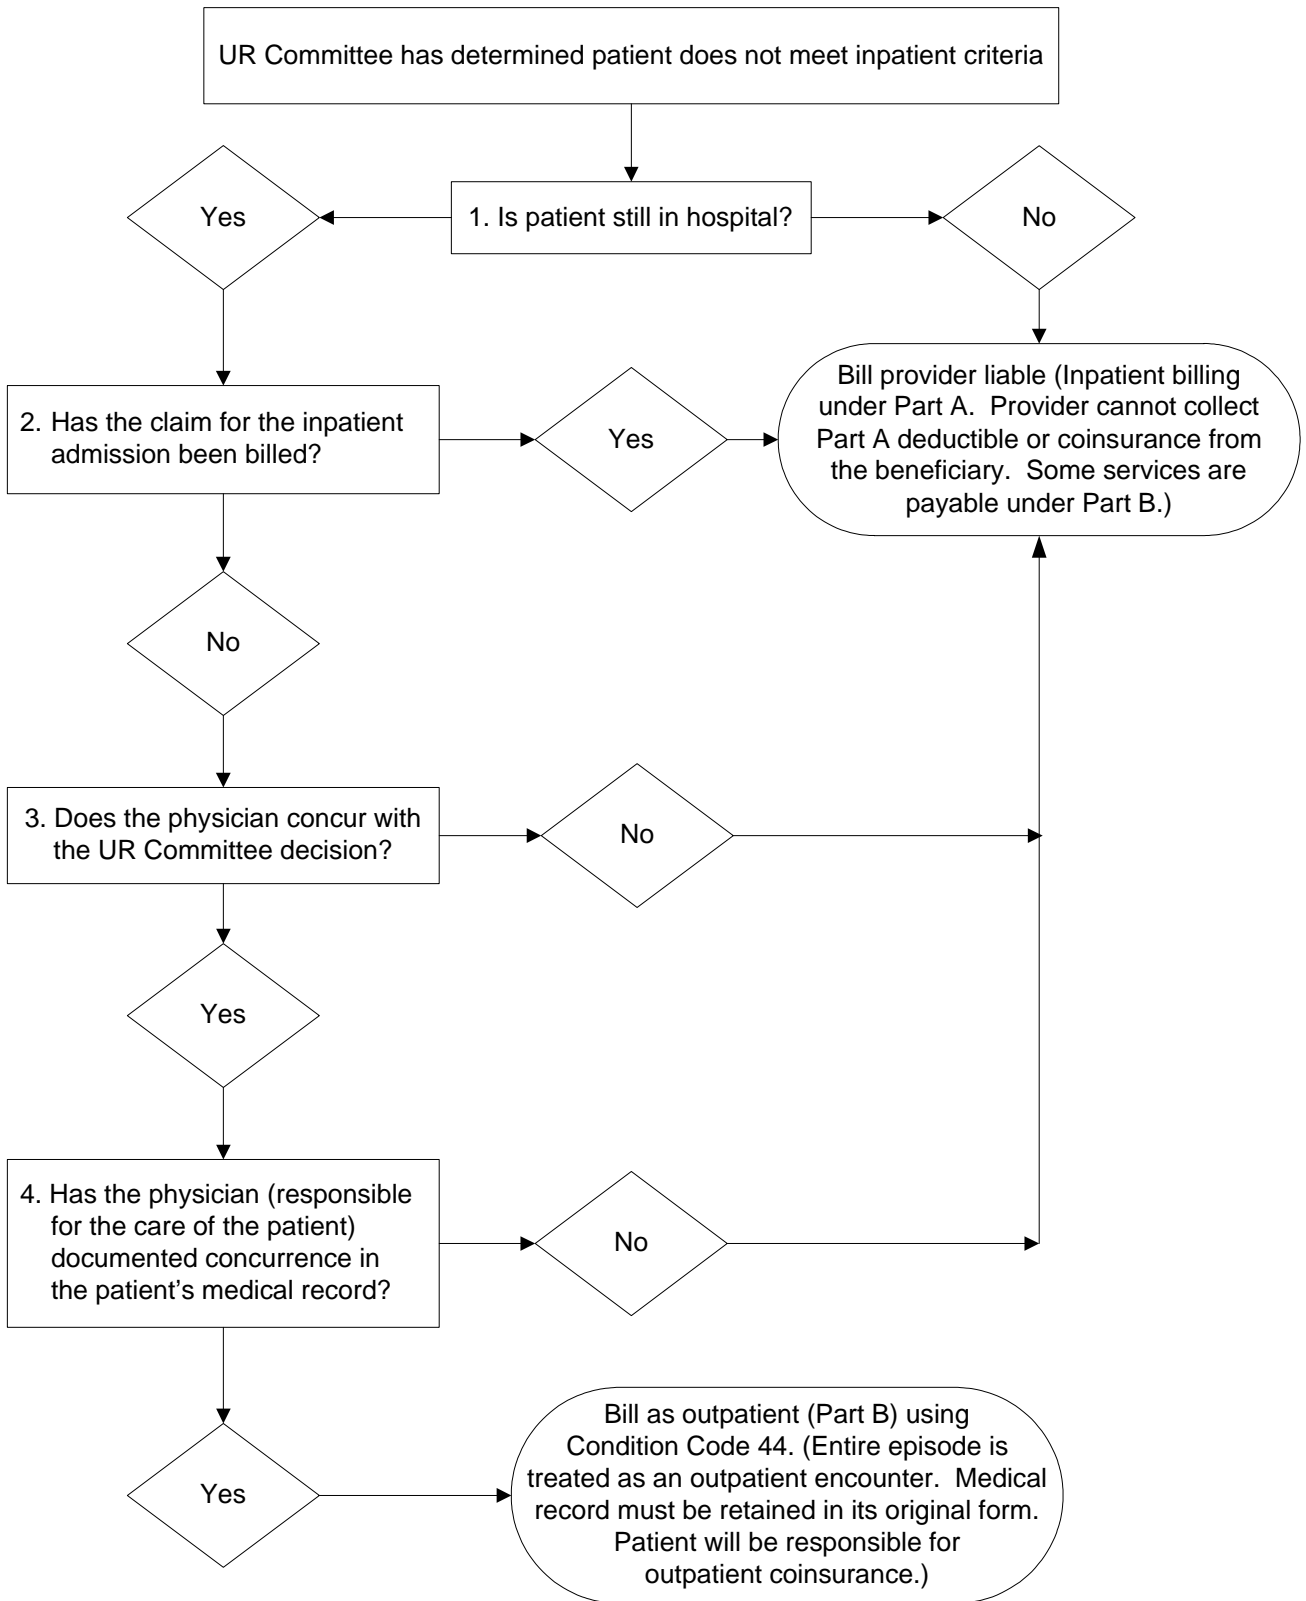 UR Committee has determined patient does not meet inpatient criteria
Yes
1. Is patient still in hospital?
No
2. Has the claim for the inpatient
admission been billed?
Yes
Bill provider liable (Inpatient billing
under Part A. Provider cannot collect
Part A deductible or coinsurance from
the beneficiary. Some services are
payable under Part B.)
No
3. Does the physician concur with
the UR Committee decision?
No
Yes
4. Has the physician (responsible
for the care of the patient)
documented concurrence in
the patient’s medical record?
No
Yes
Bill as outpatient (Part B) using
Condition Code 44. (Entire episode is
treated as an outpatient encounter. Medical
record must be retained in its original form.
Patient will be responsible for
outpatient coinsurance.)